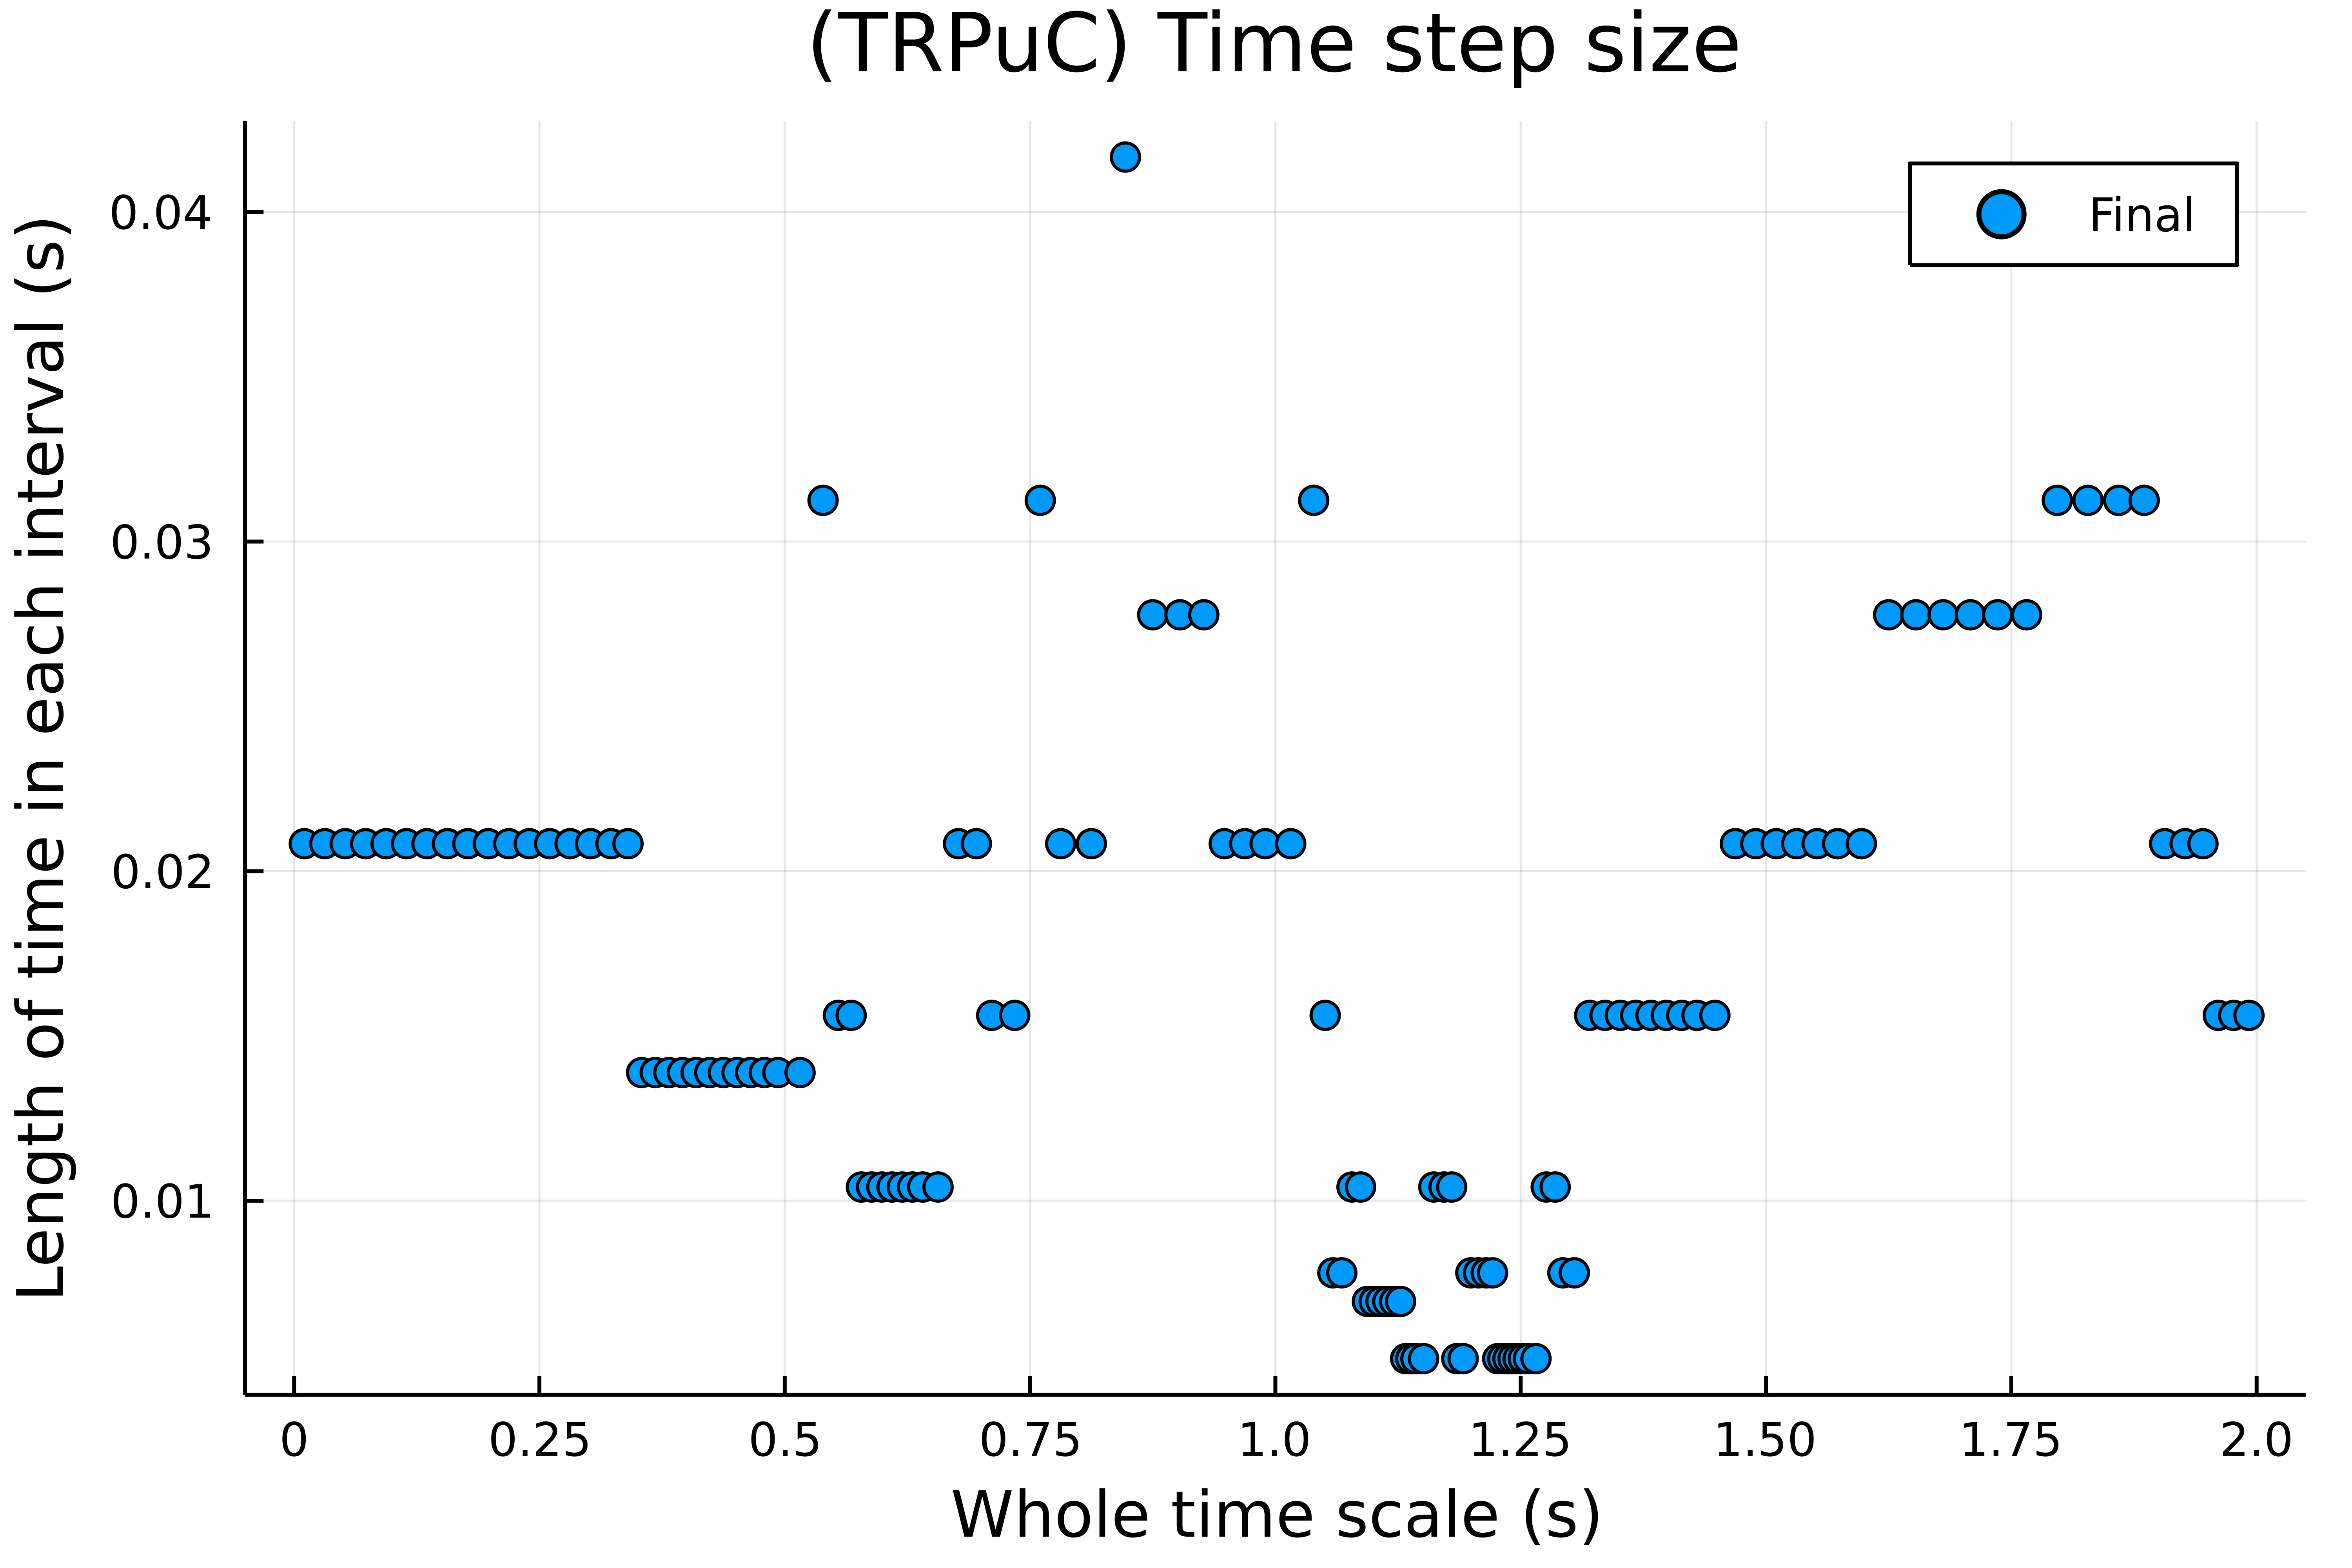 (TRPuC) Time step size
Length of time in each interval (s)
0.04
0.03
0.02
0.01
Final
0 0.25 0.5 0.75 1.0 1.25 1.50 1.75 2.0
Whole time scale (s)